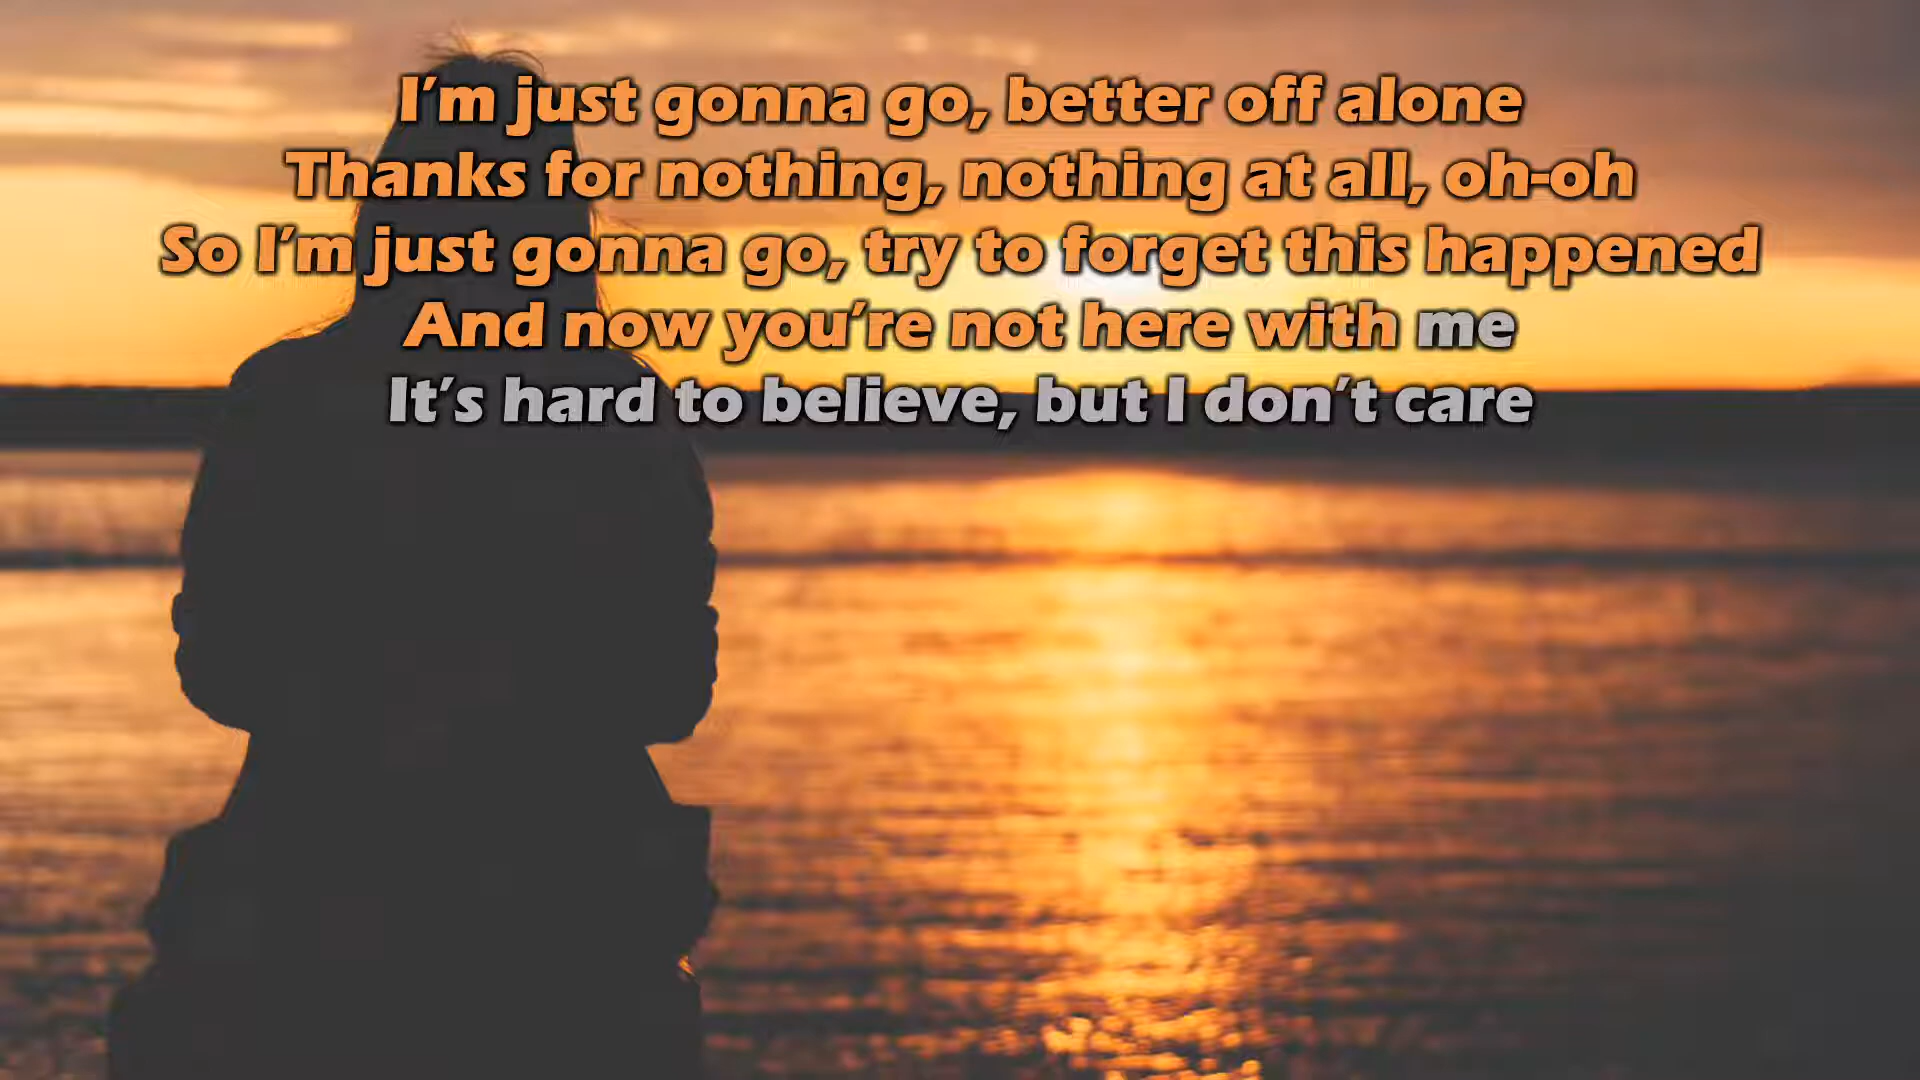 I’m just gonna go, better off alone
Thanks for nothing, nothing at all, oh-oh
So I’m just gonna go, try to forget this happened
And now you’re not here with me
It’s hard to believe, but I don’t care